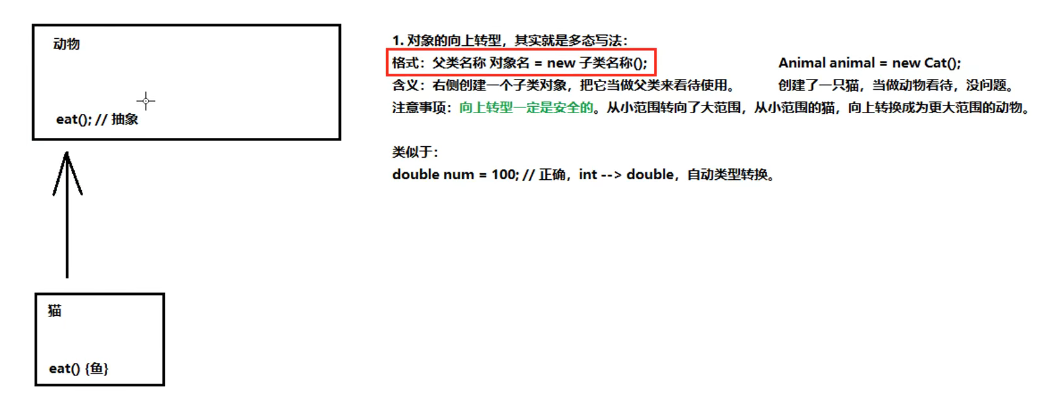 动物
eat(); // 抽象
猫
eat() {鱼}
1. 对象的向上转型，其实就是多态写法：
格式：父类名称 对象名 = new 子类名称(); Animal animal = new Cat();
含义：右侧创建一个子类对象，把它当做父类来看待使用。 创建了一只猫，当做动物看待，没问题。
注意事项：向上转型一定是安全的。从小范围转向了大范围，从小范围的猫，向上转换成为更大范围的动物。
类似于：
double num = 100; // 正确，int --> double，自动类型转换。